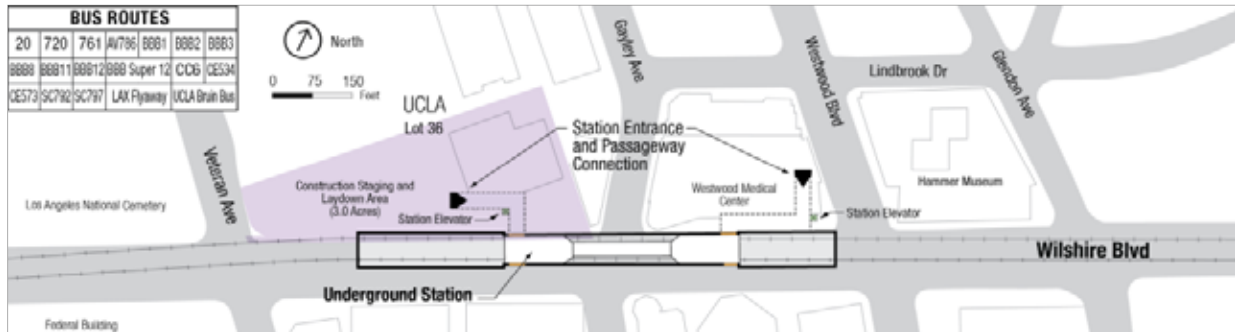 BUS ROUTES
20 720 761 AV786 BBB1 BBB2 BBB3
BBB8 BBB11 BBB12 BBB Super 12 CC6 CE534
CE573 SC792 SC797 LAX Flyaway UCLA Bruin Bus
North
0 75 150
Feet
UCLA
Lot 36
Gayley Ave
Westwood Blvd
Lindbrook Dr
Glendon Ave
Station Entrance
and Passageway
Connection
Veteran Ave
Los Angeles National Cemetery
Construction Staging and
Laydown Area
(3.0 Acres)
Station Elevator
Westwood Medical
Center
Station Elevator
Hammer Museum
Wilshire Blvd
Underground Station
Federal Building